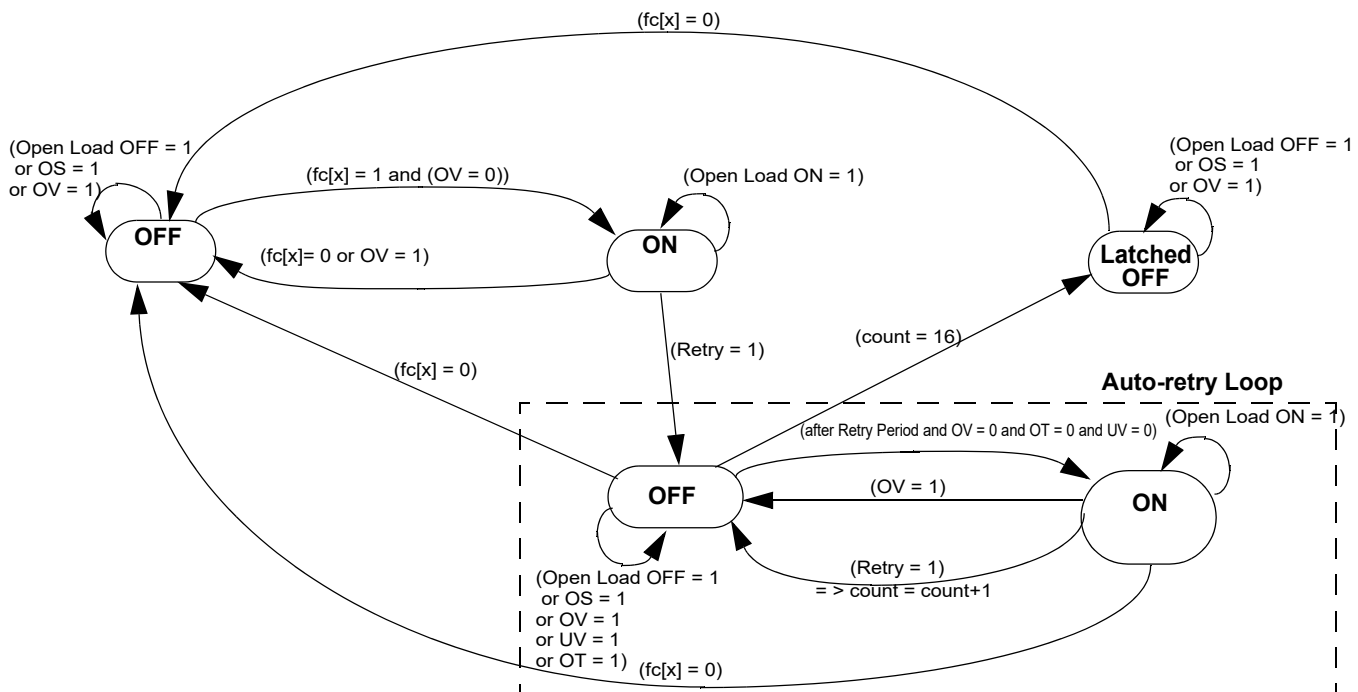 (fc[x] = 0)
(Open Load OFF = 1
or OS = 1
or OV = 1)
(fc[x] = 1 and (OV = 0))
(Open Load ON = 1)
(Open Load OFF = 1
or OS = 1
or OV = 1)
OFF
ON
Latched
OFF
(fc[x]= 0 or OV = 1)
(Retry = 1)
(count = 16)
(fc[x] = 0)
Auto-retry Loop
(Open Load ON = 1)
(after Retry Period and OV = 0 and OT = 0 and UV = 0)
OFF
(OV = 1)
ON
(Retry = 1)
= > count = count+1
(Open Load OFF = 1
or OS = 1
or OV = 1
or UV = 1
or OT = 1)
(fc[x] = 0)